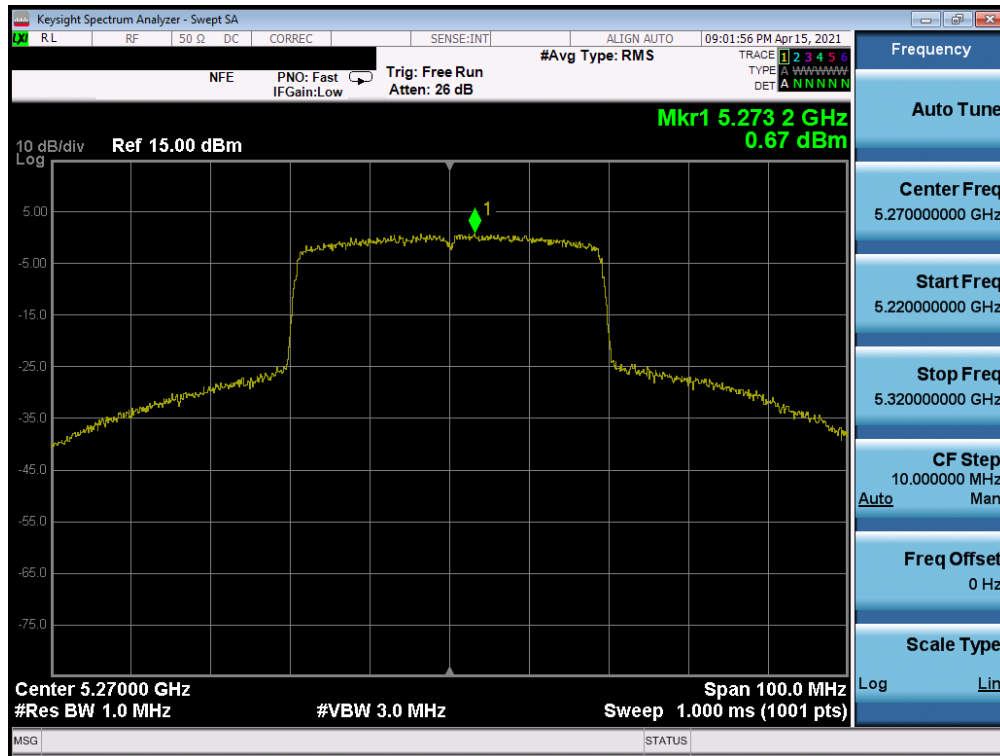 Keysight Spectrum Analyzer - Swept SA
LXI RL RF 50 Ω DC CORREC SENSE:INT ALIGN AUTO 09:01:56 PM Apr 15, 2021
#Avg Type: RMS
TRACE 1 2 3 4 5 6
TYPE A WWWWW
DET A N N N N N
NFE PNO: Fast Trig: Free Run
IFGain:Low Atten: 26 dB
Mkr1 5.273 2 GHz
0.67 dBm
10 dB/div Ref 15.00 dBm
Log
1
5.00
-5.00
-15.0
-25.0
-35.0
-45.0
-55.0
-65.0
-75.0
Center 5.27000 GHz Span 100.0 MHz
#Res BW 1.0 MHz #VBW 3.0 MHz Sweep 1.000 ms (1001 pts)
MSG STATUS
Frequency
Auto Tune
Center Freq
5.270000000 GHz
Start Freq
5.220000000 GHz
Stop Freq
5.320000000 GHz
CF Step
10.000000 MHz
Auto Man
Freq Offset
0 Hz
Scale Type
Log Lin